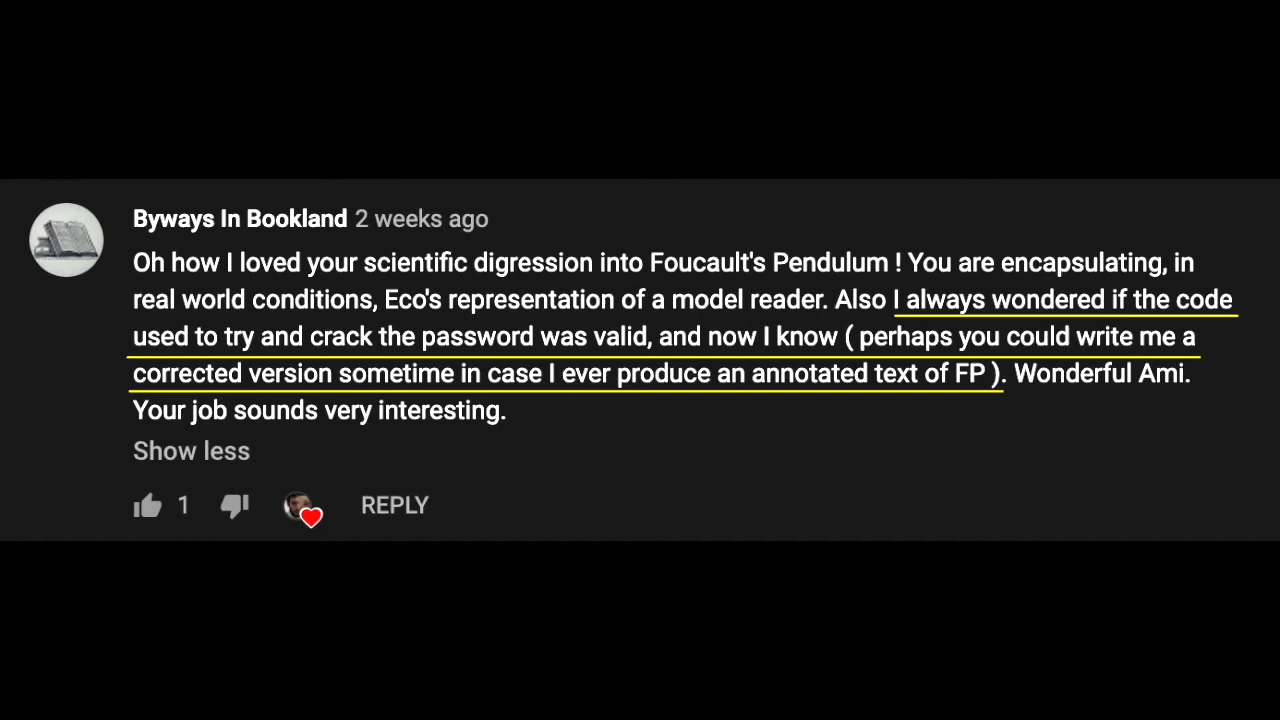 Byways In Bookland 2 weeks ago
Oh how I loved your scientific digression into Foucault's Pendulum ! You are encapsulating, in
real world conditions, Eco's representation of a model reader. Also I always wondered if the code
used to try and crack the password was valid, and now I know ( perhaps you could write me a
corrected version sometime in case I ever produce an annotated text of FP ). Wonderful Ami.
Your job sounds very interesting.
Show less
1 REPLY